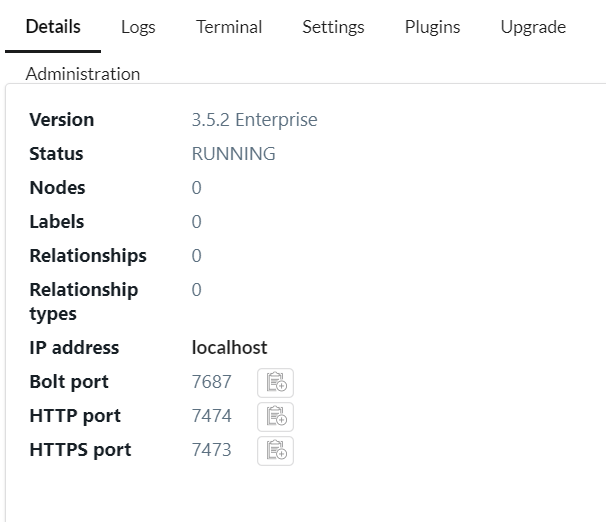 Details Logs Terminal Settings Plugins Upgrade
Administration
Version 3.5.2 Enterprise
Status RUNNING
Nodes 0
Labels 0
Relationships 0
Relationship 0
types
IP address localhost
Bolt port 7687
HTTP port 7474
HTTPS port 7473